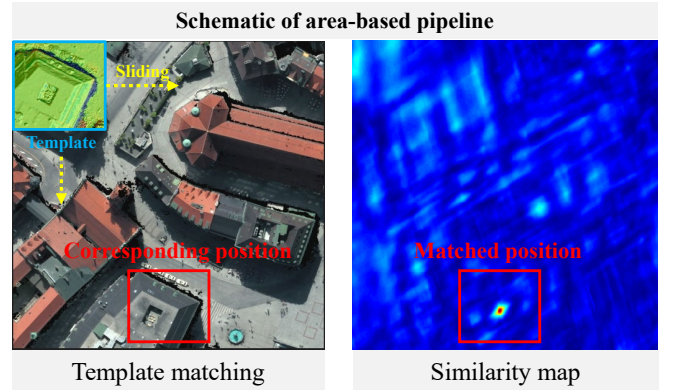 Schematic of area-based pipeline
Sliding
Template
Corresponding position
Matched position
Template matching
Similarity map